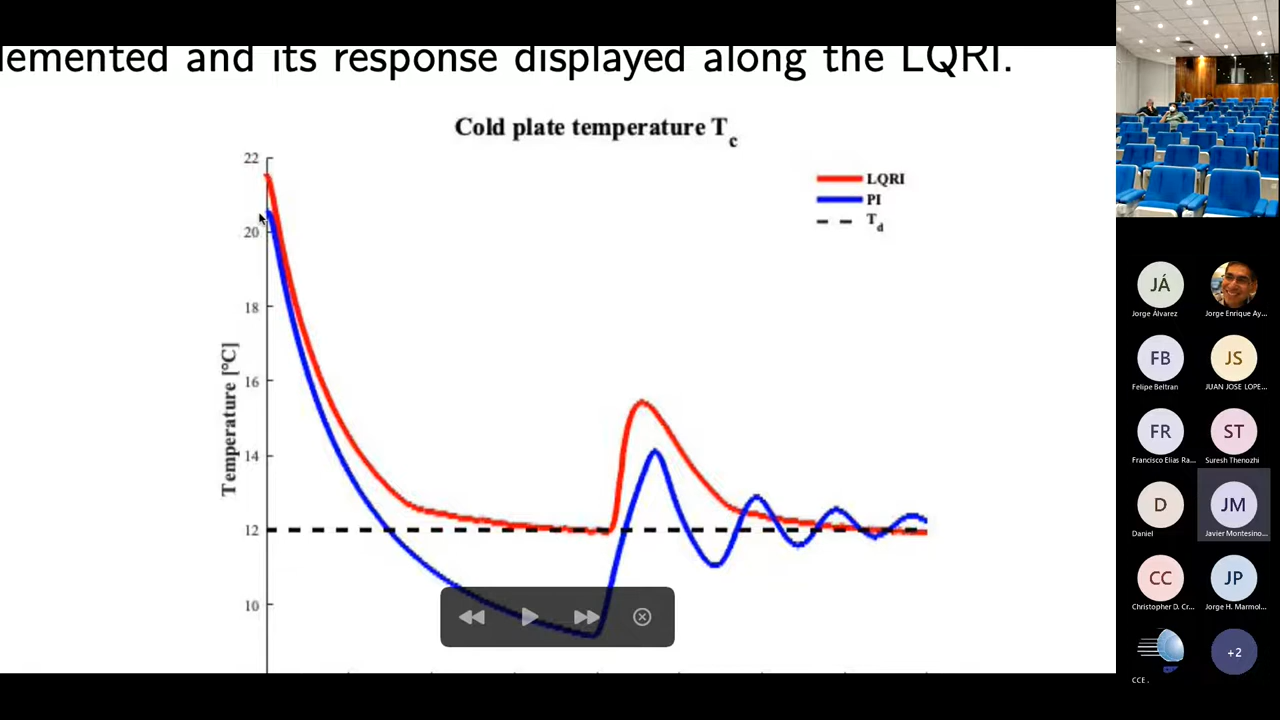 lemented and its response displayed along the LQRI.
Cold plate temperature Tc
22
20
18
16
14
12
10
Temperature [°C]
LQRI
PI
Td
JÁ
Jorge Álvarez
Jorge Enrique Ay...
FB
Felipe Beltran
JS
JUAN JOSE LOPE...
FR
Francisco Elias Ra...
ST
Suresh Thenozhi
D
Daniel
JM
Javier Montesino...
CC
Christopher D. Cr...
JP
Jorge H. Marmol...
CCE .
+2